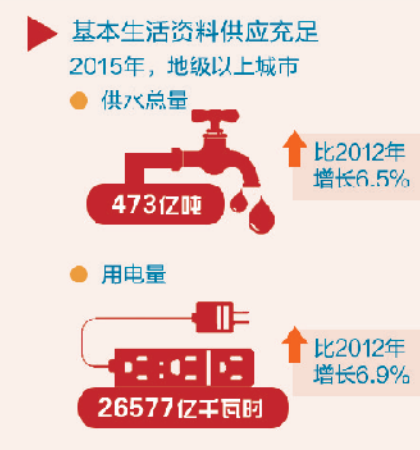 基本生活资料供应充足
2015年，地级以上城市
供水总量
比2012年
增长6.5%
473亿吨
用电量
比2012年
增长6.9%
26577亿千瓦时